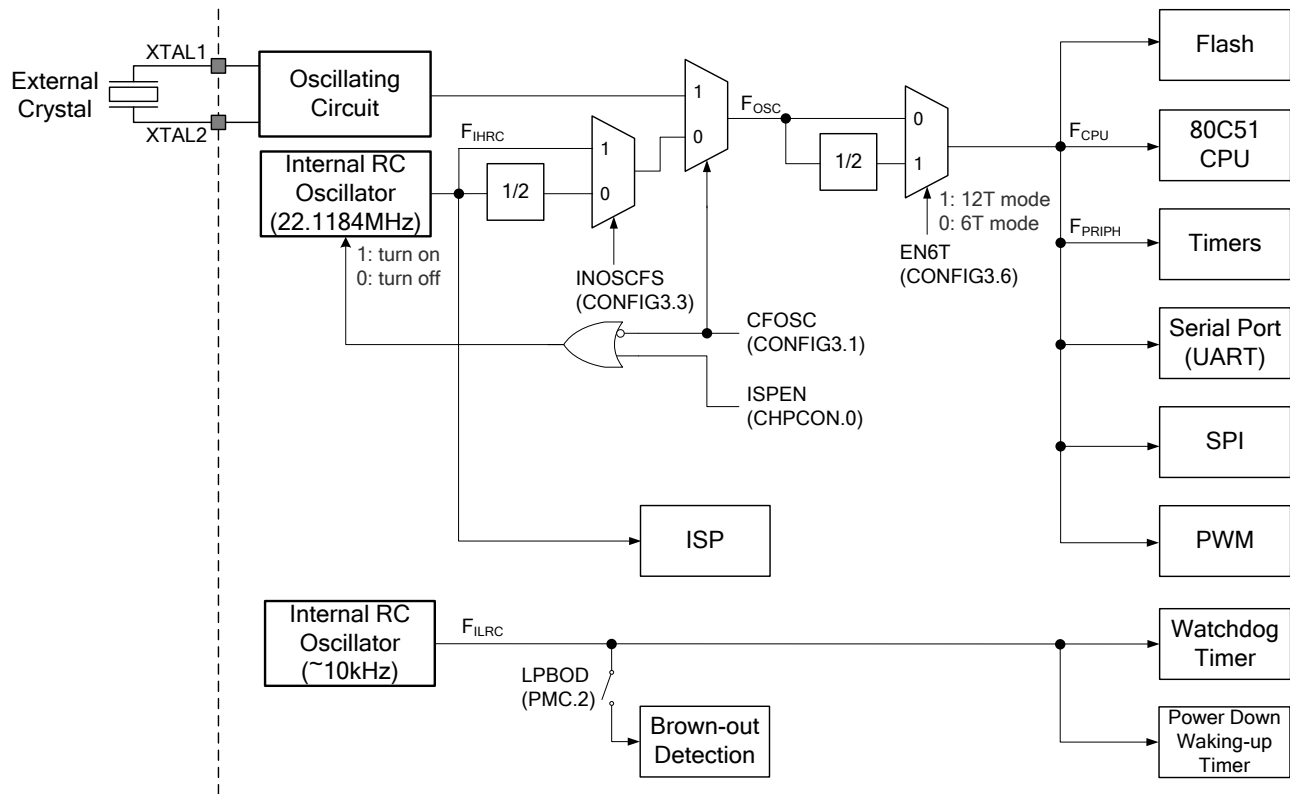 XTAL1
External
Crystal
XTAL2
Oscillating
Circuit
Internal RC
Oscillator
(22.1184MHz)
1: turn on
0: turn off
FIHRC
1/2
1
0
INOSCFS
(CONFIG3.3)
1
0
CFOSC
(CONFIG3.1)
ISPEN
(CHPCON.0)
FOSC
1/2
0
1
1: 12T mode
0: 6T mode
EN6T
(CONFIG3.6)
FCPU
FPRIPH
Flash
80C51
CPU
Timers
Serial Port
(UART)
SPI
PWM
ISP
Internal RC
Oscillator
(~10kHz)
FILRC
LPBOD
(PMC.2)
Brown-out
Detection
Watchdog
Timer
Power Down
Waking-up
Timer